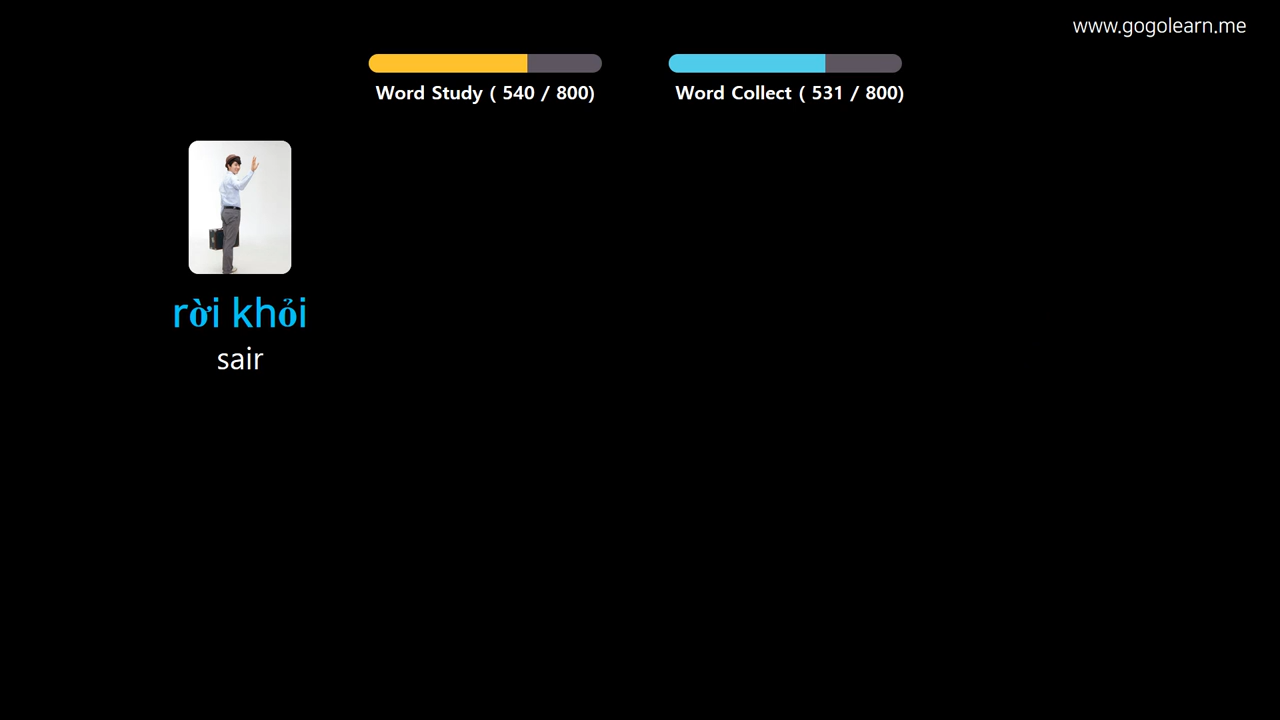 www.gogolearn.me
Word Study ( 540 / 800)
Word Collect ( 531 / 800)
rời khỏi
sair